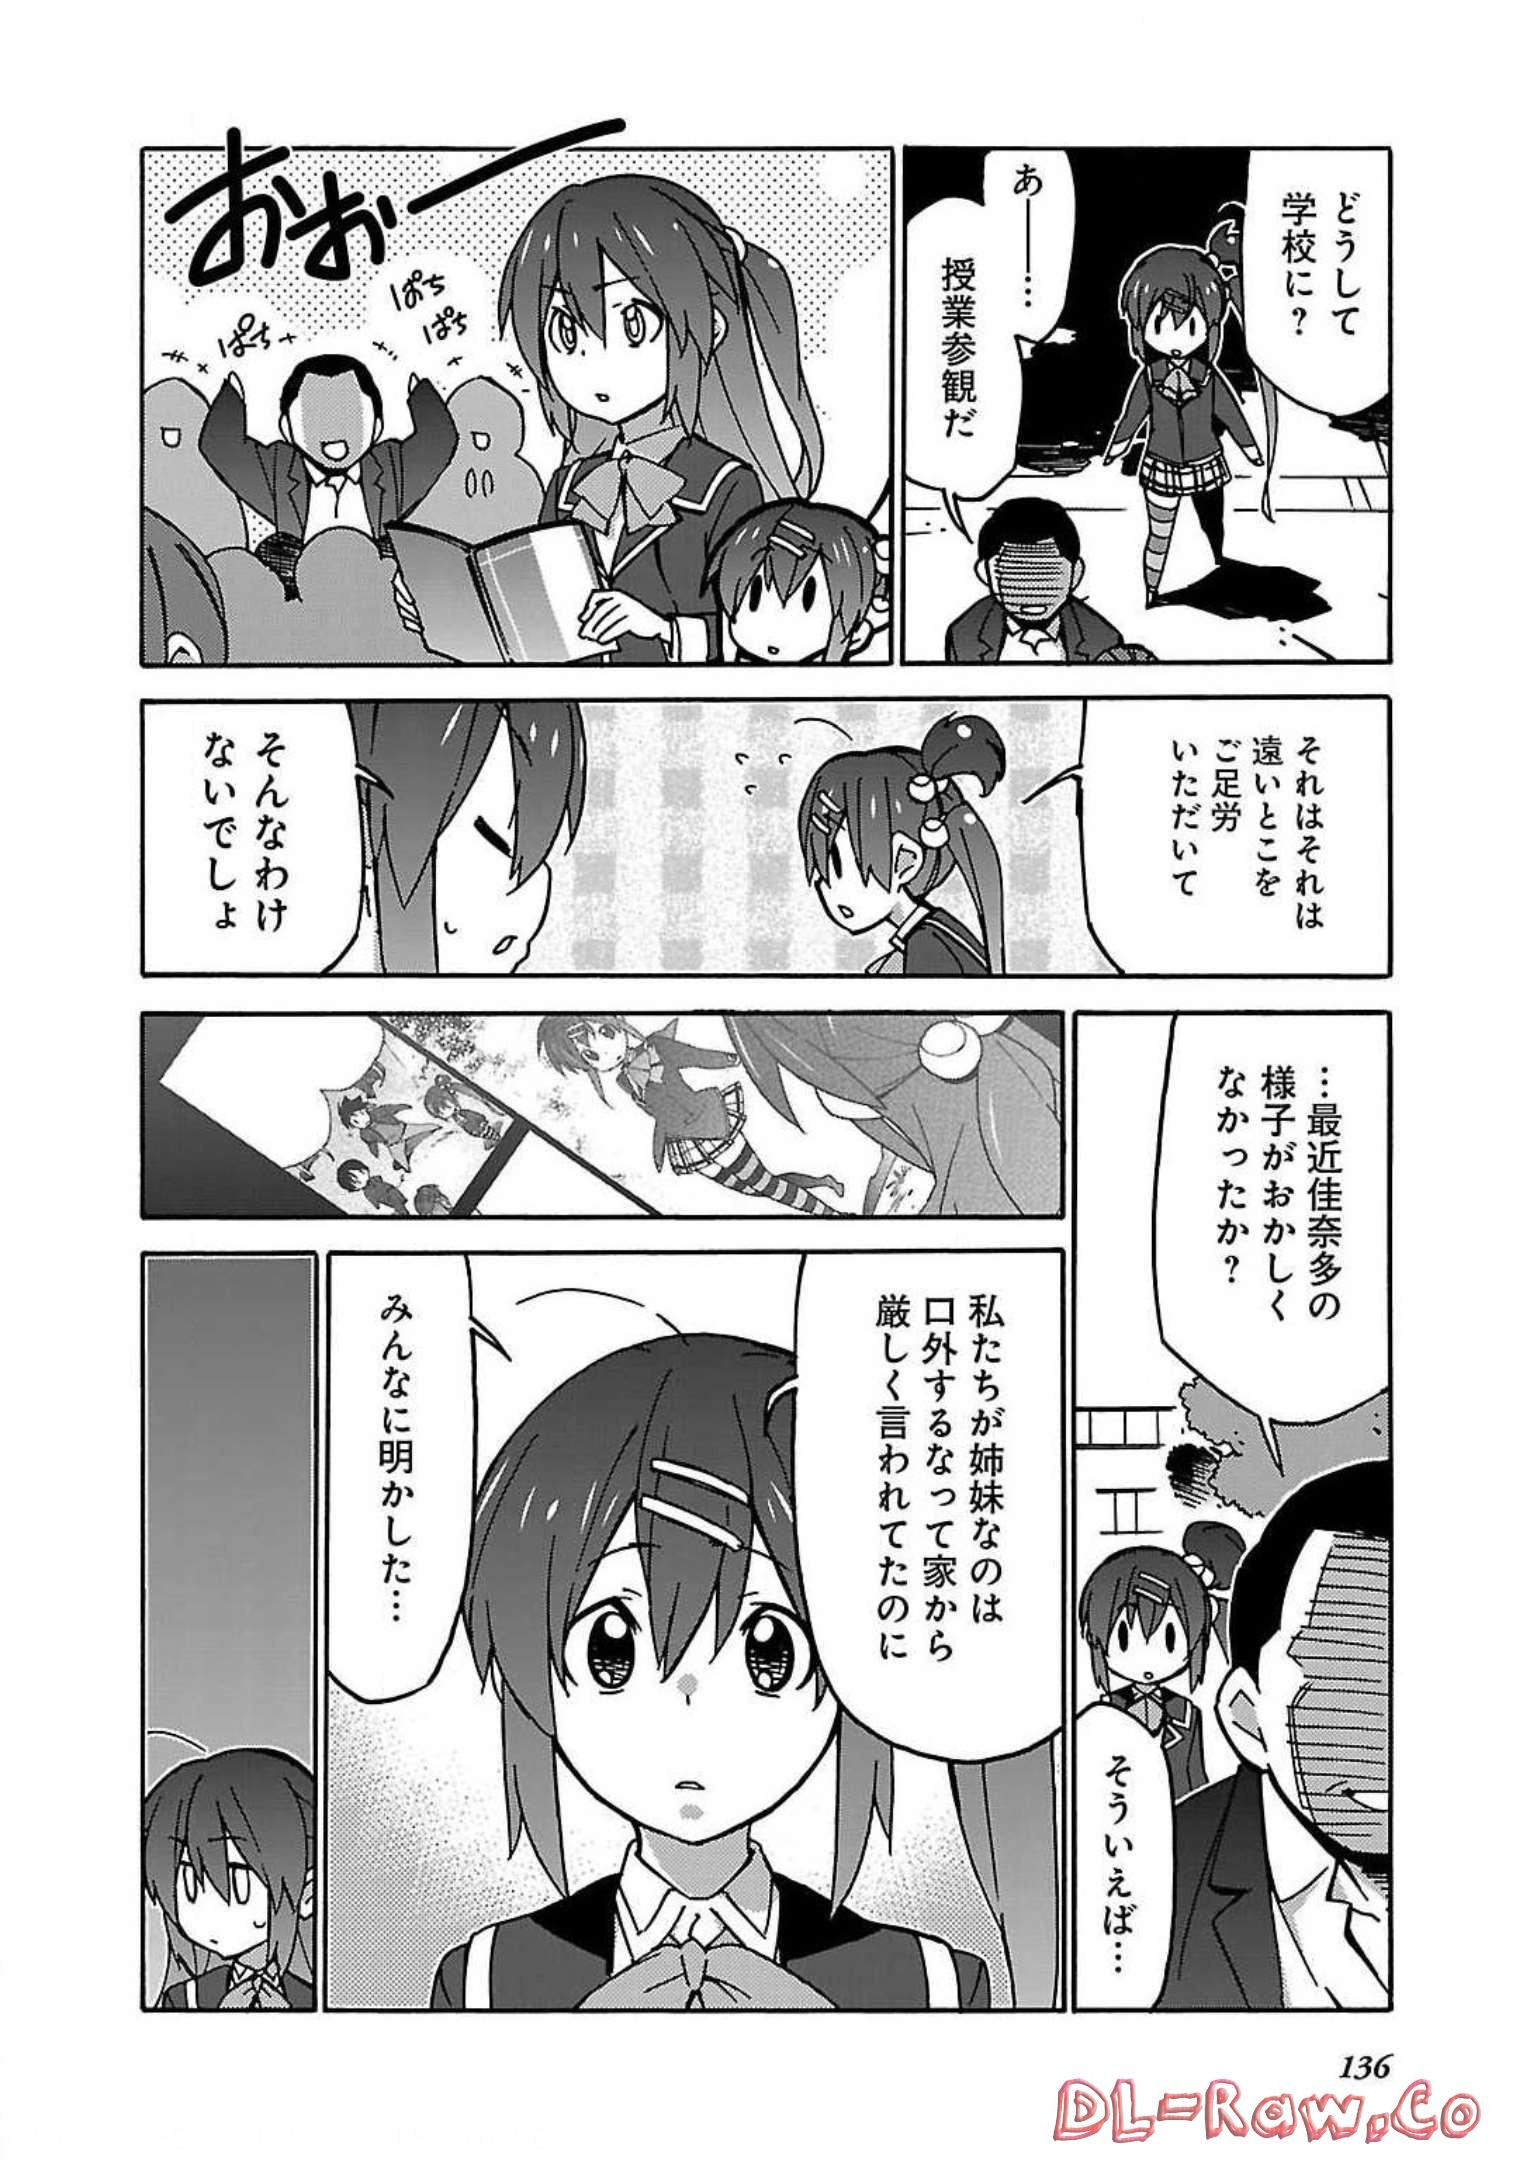 どうして
学校に?
あ――…
授業参観だ
おおー
ぱち
ぱち
ぱち
それはそれは
遠いとこを
ご足労
いただいて
そんなわけ
ないでしょ
…最近佳奈多の
様子がおかしく
なかったか?
そういえば…
私たちが姉妹なのは
口外するなって家から
厳しく言われてたのに
みんなに明かした…
136
DL-Raw.Co